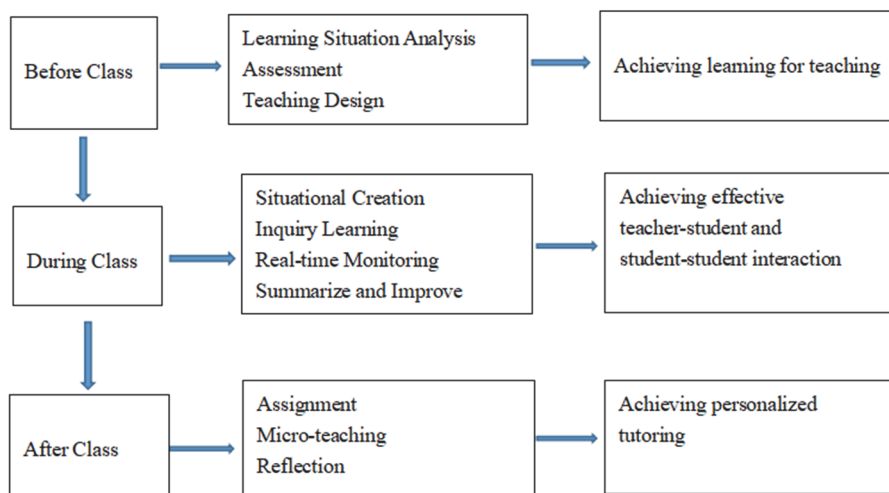 Before Class
Learning Situation Analysis
Assessment
Teaching Design
Achieving learning for teaching
During Class
Situational Creation
Inquiry Learning
Real-time Monitoring
Summarize and Improve
Achieving effective
teacher-student and
student-student interaction
After Class
Assignment
Micro-teaching
Reflection
Achieving personalized
tutoring